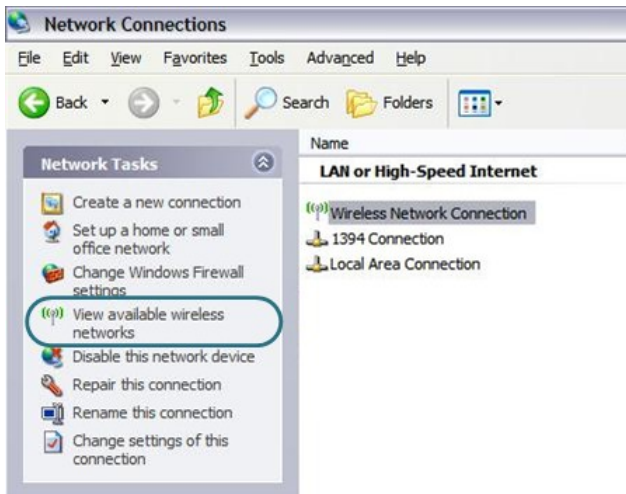 Network Connections
File Edit View Favorites Tools Advanced Help
Back Search Folders
Name
LAN or High-Speed Internet
Wireless Network Connection
1394 Connection
Local Area Connection
Network Tasks
Create a new connection
Set up a home or small
office network
Change Windows Firewall
settings
View available wireless
networks
Disable this network device
Repair this connection
Rename this connection
Change settings of this
connection